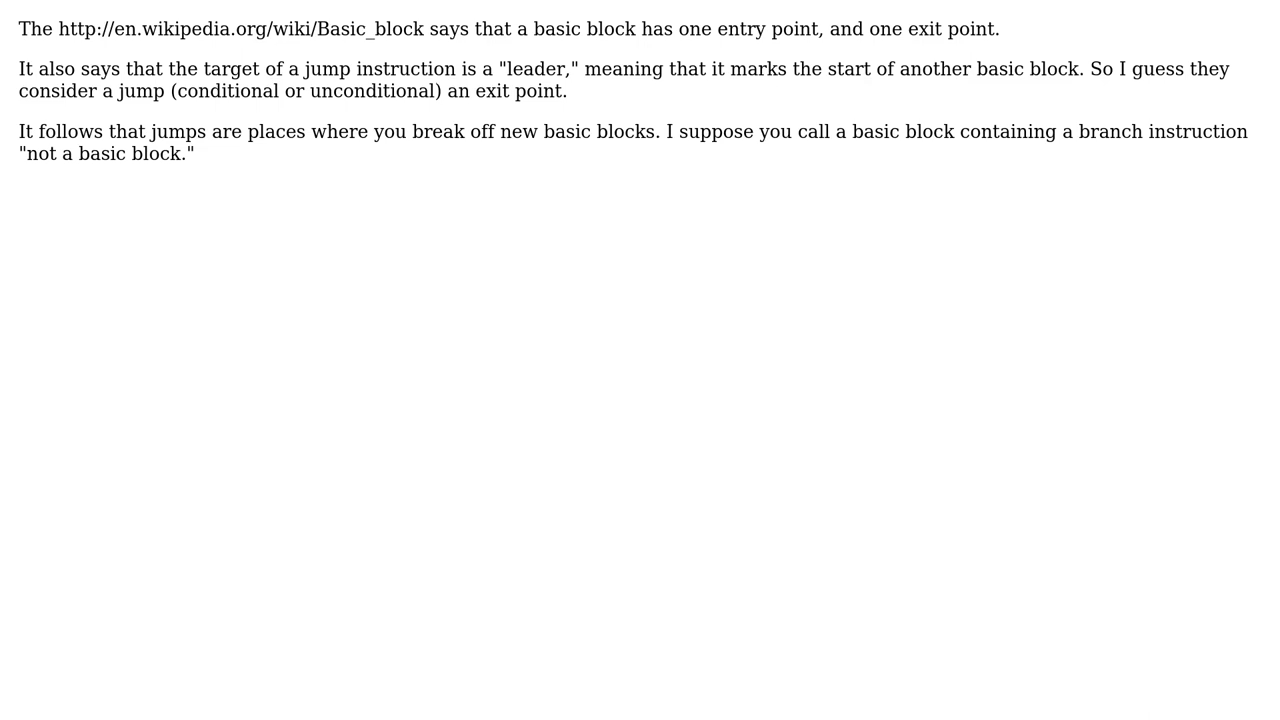 The http://en.wikipedia.org/wiki/Basic_block says that a basic block has one entry point, and one exit point.
It also says that the target of a jump instruction is a "leader," meaning that it marks the start of another basic block. So I guess they
consider a jump (conditional or unconditional) an exit point.
It follows that jumps are places where you break off new basic blocks. I suppose you call a basic block containing a branch instruction
"not a basic block."